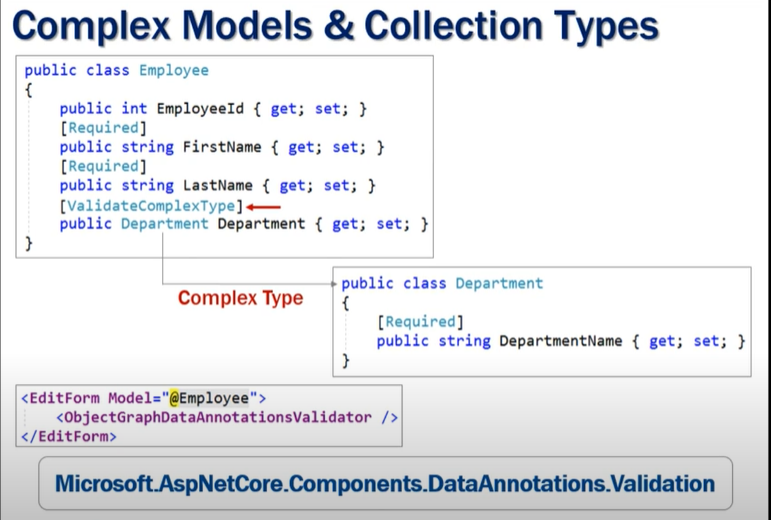 Complex Models & Collection Types
public class Employee
{
public int EmployeeId { get; set; }
[Required]
public string FirstName { get; set; }
[Required]
public string LastName { get; set; }
[ValidateComplexType]
public Department Department { get; set; }
}
Complex Type
public class Department
{
[Required]
public string DepartmentName { get; set; }
}
<EditForm Model="@Employee">
<ObjectGraphDataAnnotationsValidator />
</EditForm>
Microsoft.AspNetCore.Components.DataAnnotations.Validation